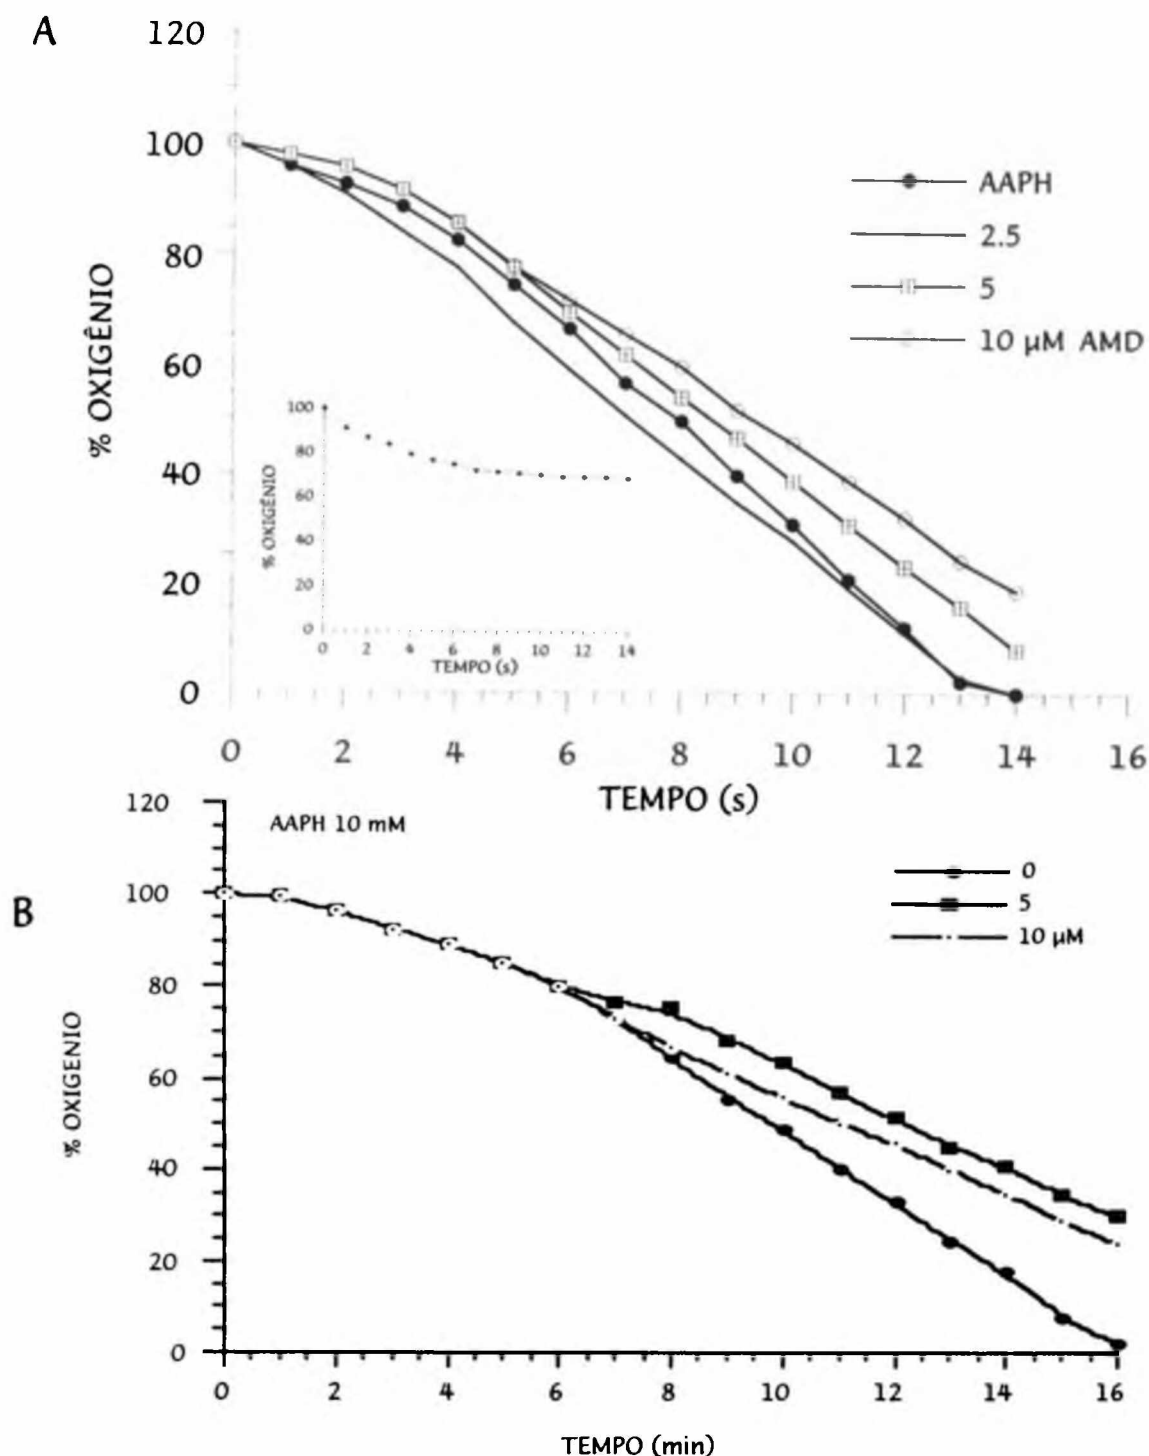 A
120
100
80
60
40
20
0
% OXIGÊNIO
AAPH
2.5
5
10 µM AMD
100
80
60
40
20
0
% OXIGÊNIO
0 2 4 6 8 10 12 14
TEMPO (s)
0 2 4 6 8 10 12 14 16
TEMPO (s)
B
120
100
80
60
40
20
0
% OXIGENIO
AAPH 10 mM
0
5
10 µM
0 2 4 6 8 10 12 14 16
TEMPO (min)